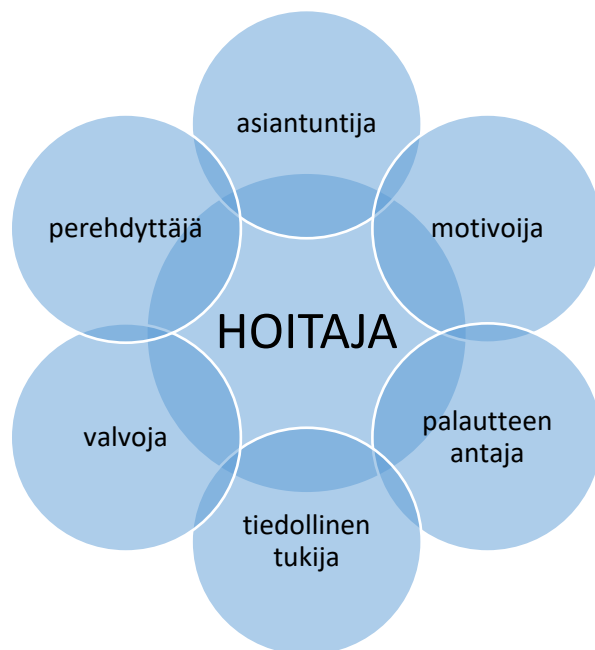 asiantuntija
perehdyttäjä
motivoija
HOITAJA
valvoja
palautteen
antaja
tiedollinen
tukija